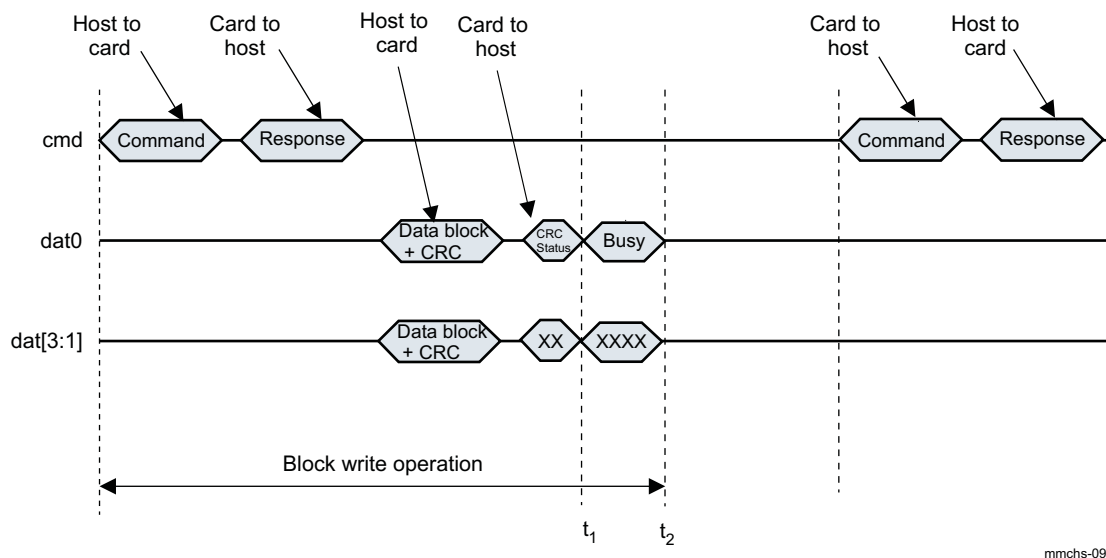 Host to
card
Card to
host
Host to
card
Card to
host
Card to
host
Host to
card
cmd
Command
Response
Command
Response
dat0
Data block
+ CRC
CRC
Status
Busy
dat[3:1]
Data block
+ CRC
XX
XXXX
Block write operation
t1
t2
mmchs-09